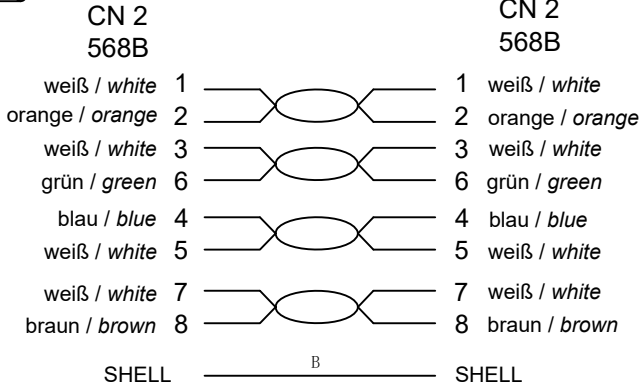 CN 2 CN 2
568B 568B
weiß / white 1 1 weiß / white
orange / orange 2 2 orange / orange
weiß / white 3 3 weiß / white
grün / green 6 6 grün / green
blau / blue 4 4 blau / blue
weiß / white 5 5 weiß / white
weiß / white 7 7 weiß / white
braun / brown 8 8 braun / brown
SHELL B SHELL